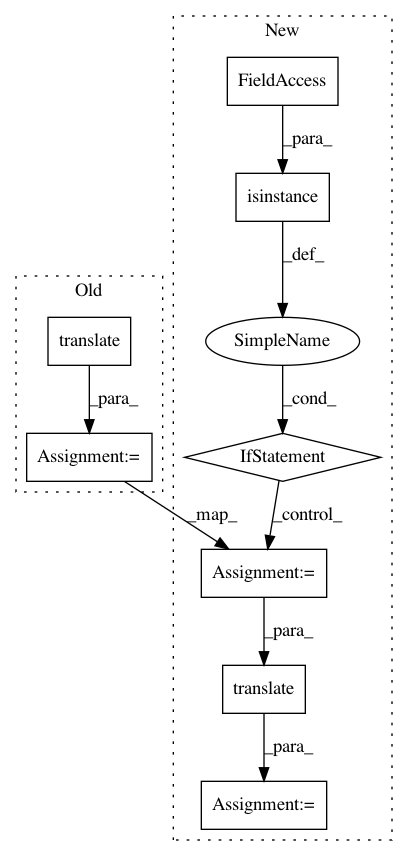 New
FieldAccess
_para_
isinstance
_def_
Old
SimpleName
translate
_para_
_cond_
Assignment:=
IfStatement
_map_
_control_
Assignment:=
_para_
translate
_para_
Assignment:=